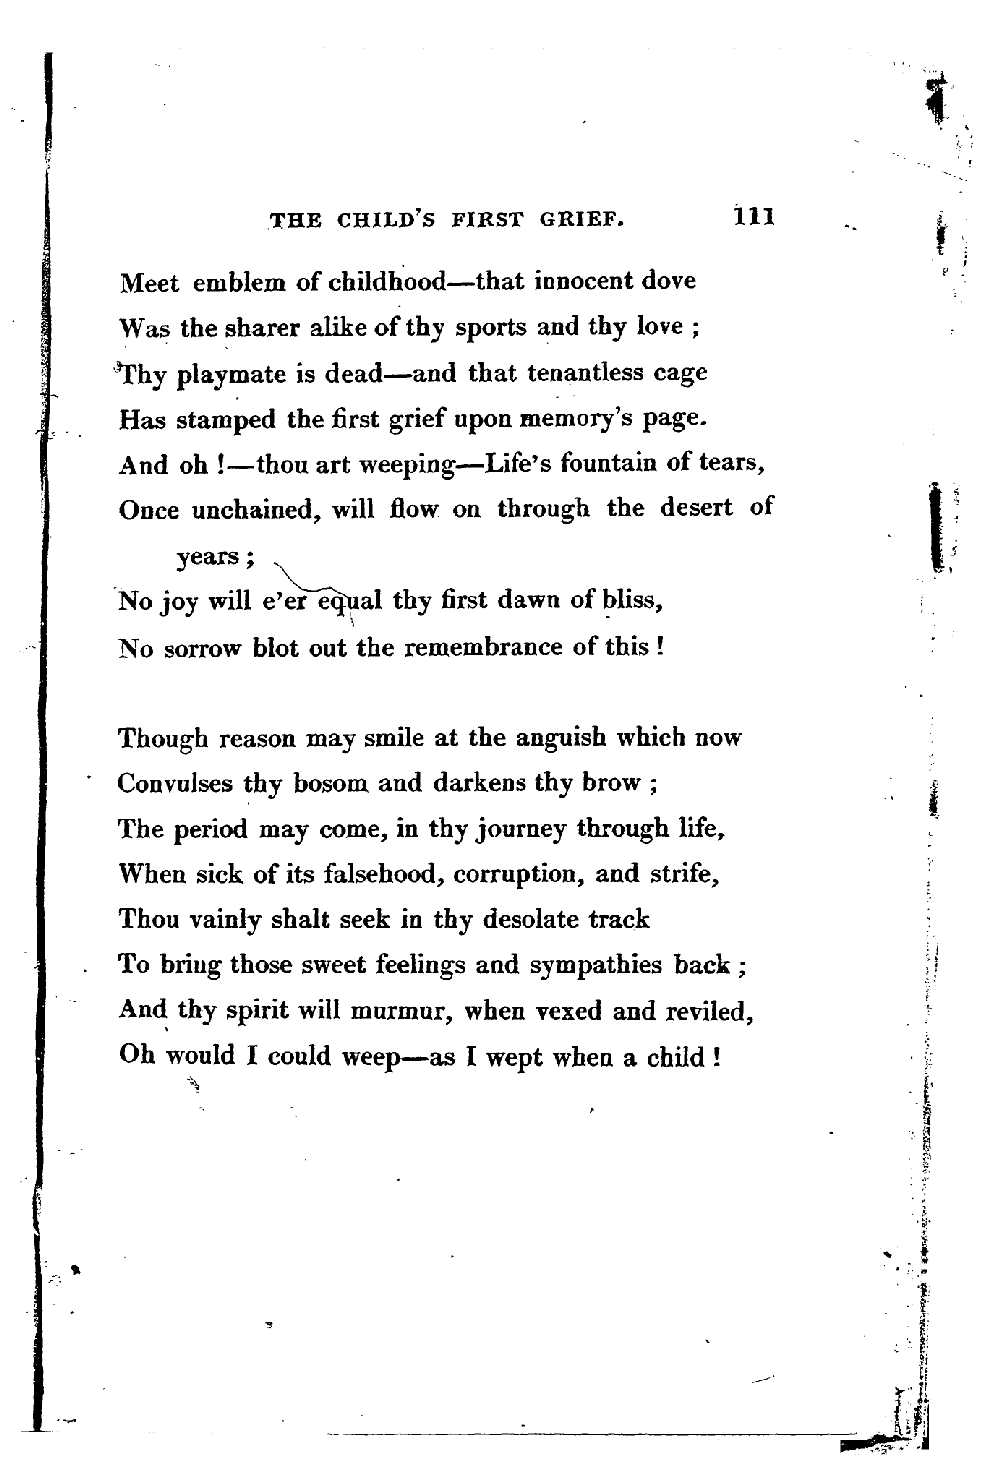 THE CHILD'S FIRST GRIEF. 111
Meet emblem of childhood—that innocent dove
Was the sharer alike of thy sports and thy love ;
Thy playmate is dead—and that tenantless cage
Has stamped the first grief upon memory's page.
And oh !—thou art weeping—Life's fountain of tears,
Once unchained, will flow on through the desert of
years ;
No joy will e'er equal thy first dawn of bliss,
No sorrow blot out the remembrance of this !
Though reason may smile at the anguish which now
Convulses thy bosom and darkens thy brow ;
The period may come, in thy journey through life,
When sick of its falsehood, corruption, and strife,
Thou vainly shalt seek in thy desolate track
To bring those sweet feelings and sympathies back ;
And thy spirit will murmur, when vexed and reviled,
Oh would I could weep—as I wept when a child !